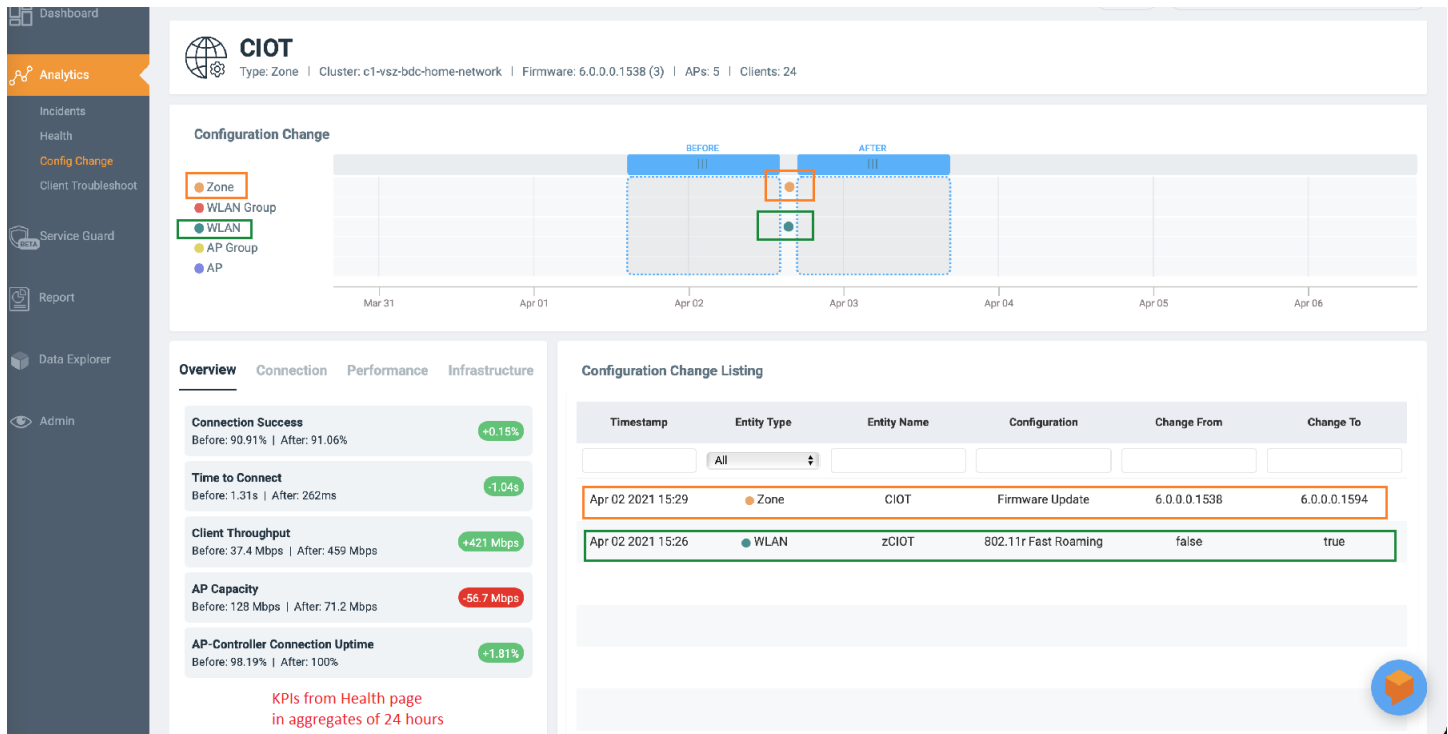 Dashboard
Analytics
Incidents
Health
Config Change
Client Troubleshoot
BETA
Service Guard
Report
Data Explorer
Admin
CIOT
Type: Zone | Cluster: c1-vsz-bdc-home-network | Firmware: 6.0.0.0.1538 (3) | APs: 5 | Clients: 24
Configuration Change
BEFORE AFTER
Zone
WLAN Group
WLAN
AP Group
AP
Mar 31 Apr 01 Apr 02 Apr 03 Apr 04 Apr 05 Apr 06
Overview Connection Performance Infrastructure
Connection Success
Before: 90.91% | After: 91.06%
+0.15%
Time to Connect
Before: 1.31s | After: 262ms
-1.04s
Client Throughput
Before: 37.4 Mbps | After: 459 Mbps
+421 Mbps
AP Capacity
Before: 128 Mbps | After: 71.2 Mbps
-56.7 Mbps
AP-Controller Connection Uptime
Before: 98.19% | After: 100%
+1.81%
KPIs from Health page
in aggregates of 24 hours
Configuration Change Listing
Timestamp Entity Type Entity Name Configuration Change From Change To
All
Apr 02 2021 15:29 Zone CIOT Firmware Update 6.0.0.0.1538 6.0.0.0.1594
Apr 02 2021 15:26 WLAN zCIOT 802.11r Fast Roaming false true